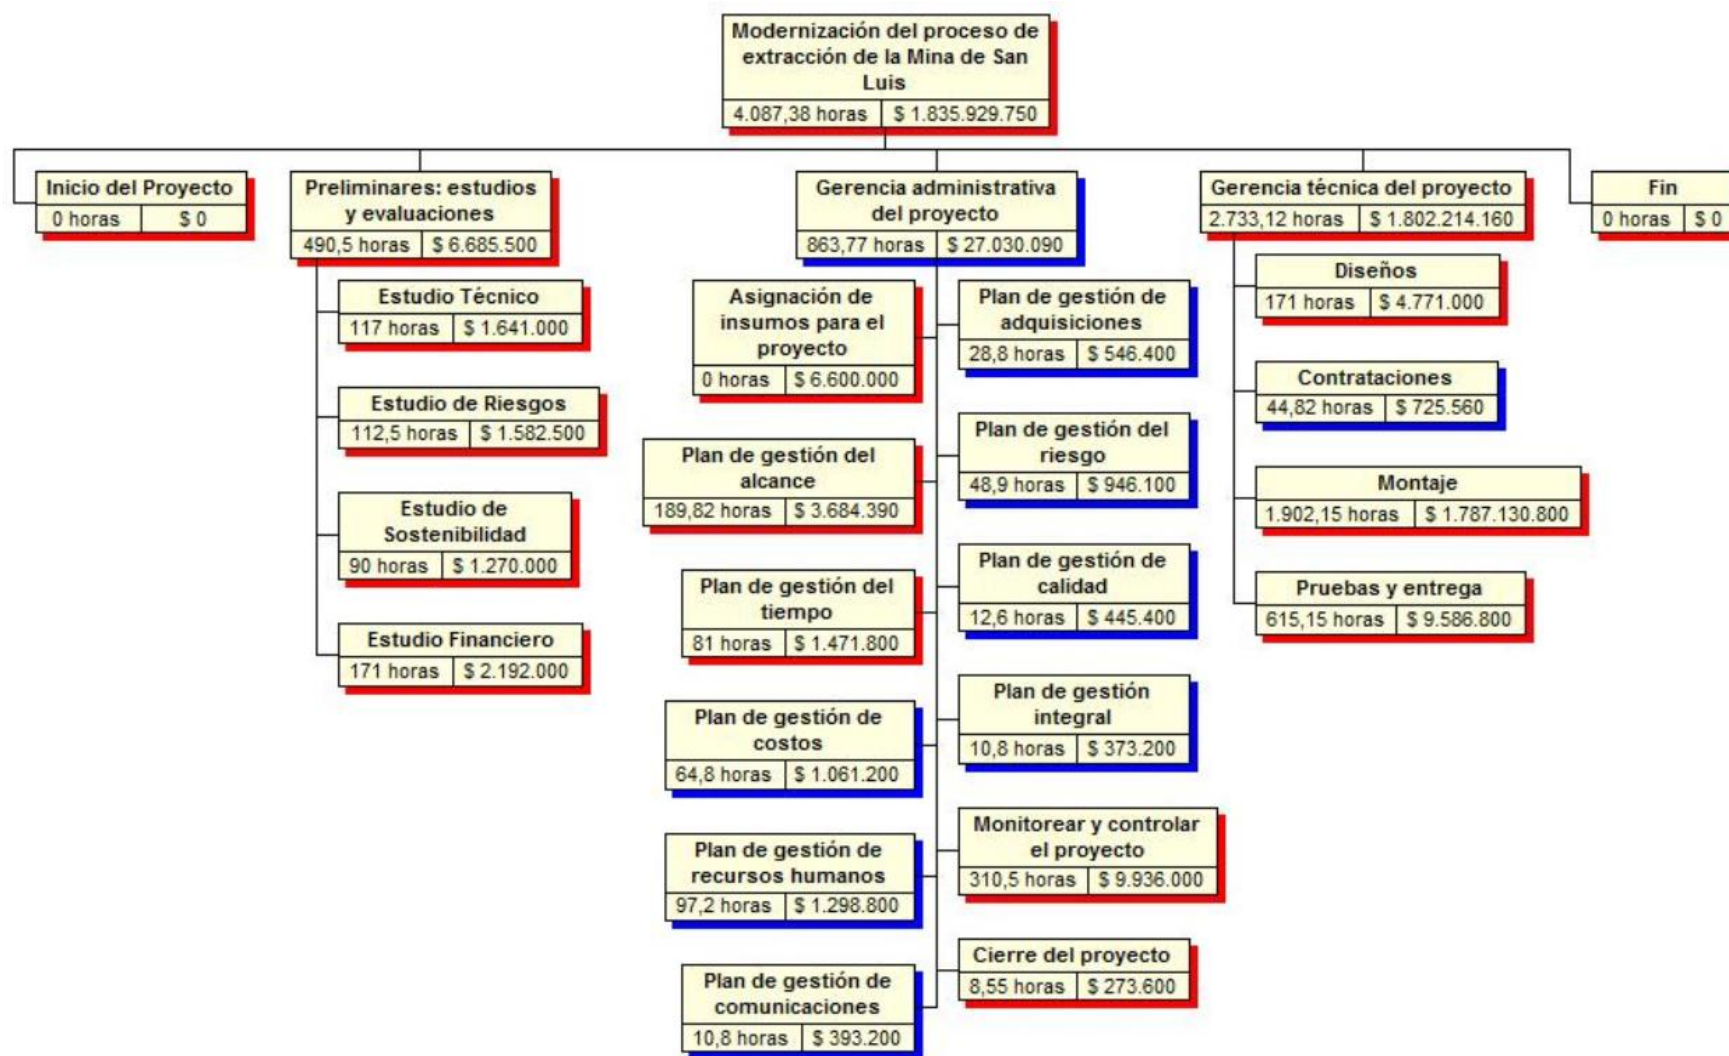 Modernización del proceso de
extracción de la Mina de San
Luis
4.087,38 horas $ 1.835.929.750
Inicio del Proyecto
0 horas $ 0
Preliminares: estudios
y evaluaciones
490,5 horas $ 6.685.500
Estudio Técnico
117 horas $ 1.641.000
Estudio de Riesgos
112,5 horas $ 1.582.500
Estudio de
Sostenibilidad
90 horas $ 1.270.000
Estudio Financiero
171 horas $ 2.192.000
Gerencia administrativa
del proyecto
863,77 horas $ 27.030.090
Asignación de
insumos para el
proyecto
0 horas $ 6.600.000
Plan de gestión del
alcance
189,82 horas $ 3.684.390
Plan de gestión del
tiempo
81 horas $ 1.471.800
Plan de gestión de
costos
64,8 horas $ 1.061.200
Plan de gestión de
recursos humanos
97,2 horas $ 1.298.800
Plan de gestión de
comunicaciones
10,8 horas $ 393.200
Plan de gestión de
adquisiciones
28,8 horas $ 546.400
Plan de gestión del
riesgo
48,9 horas $ 946.100
Plan de gestión de
calidad
12,6 horas $ 445.400
Plan de gestión
integral
10,8 horas $ 373.200
Monitorear y controlar
el proyecto
310,5 horas $ 9.936.000
Cierre del proyecto
8,55 horas $ 273.600
Gerencia técnica del proyecto
2.733,12 horas $ 1.802.214.160
Diseños
171 horas $ 4.771.000
Contrataciones
44,82 horas $ 725.560
Montaje
1.902,15 horas $ 1.787.130.800
Pruebas y entrega
615,15 horas $ 9.586.800
Fin
0 horas $ 0